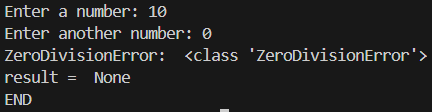 Enter a number: 10
Enter another number: 0
ZeroDivisionError:  <class 'ZeroDivisionError'>
result =  None
END